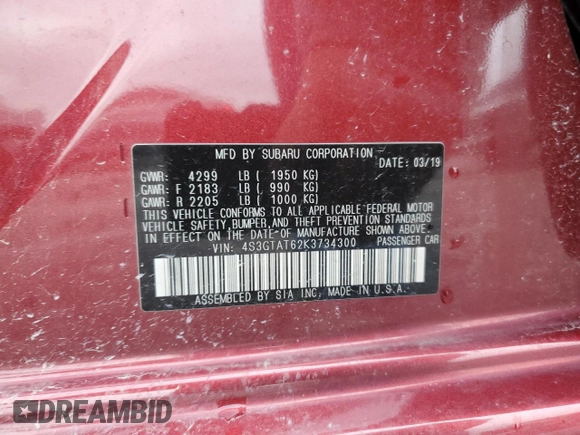 MFD BY SUBARU CORPORATION
DATE: 03/19
GVWR: 4299 LB ( 1950 KG)
GAWR: F 2183 LB ( 990 KG)
GAWR: R 2205 LB ( 1000 KG)
THIS VEHICLE CONFORMS TO ALL APPLICABLE FEDERAL MOTOR
VEHICLE SAFETY, BUMPER, AND THEFT PREVENTION STANDARDS
IN EFFECT ON THE DATE OF MANUFACTURE SHOWN ABOVE.
VIN: 4S3GTAT62K3734300 PASSENGER CAR
ASSEMBLED BY SIA INC, MADE IN U.S.A.
DREAMBID